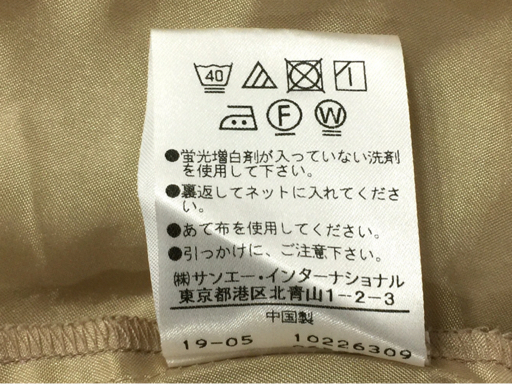 40
F W
●蛍光増白剤が入っていない洗剤
を使用して下さい。
●裏返してネットに入れてくださ
い。
●あて布を使用してください。
●引っかけに、ご注意下さい。
㈱サンエー・インターナショナル
東京都港区北青山1-2-3
中国製
19-05 10226309